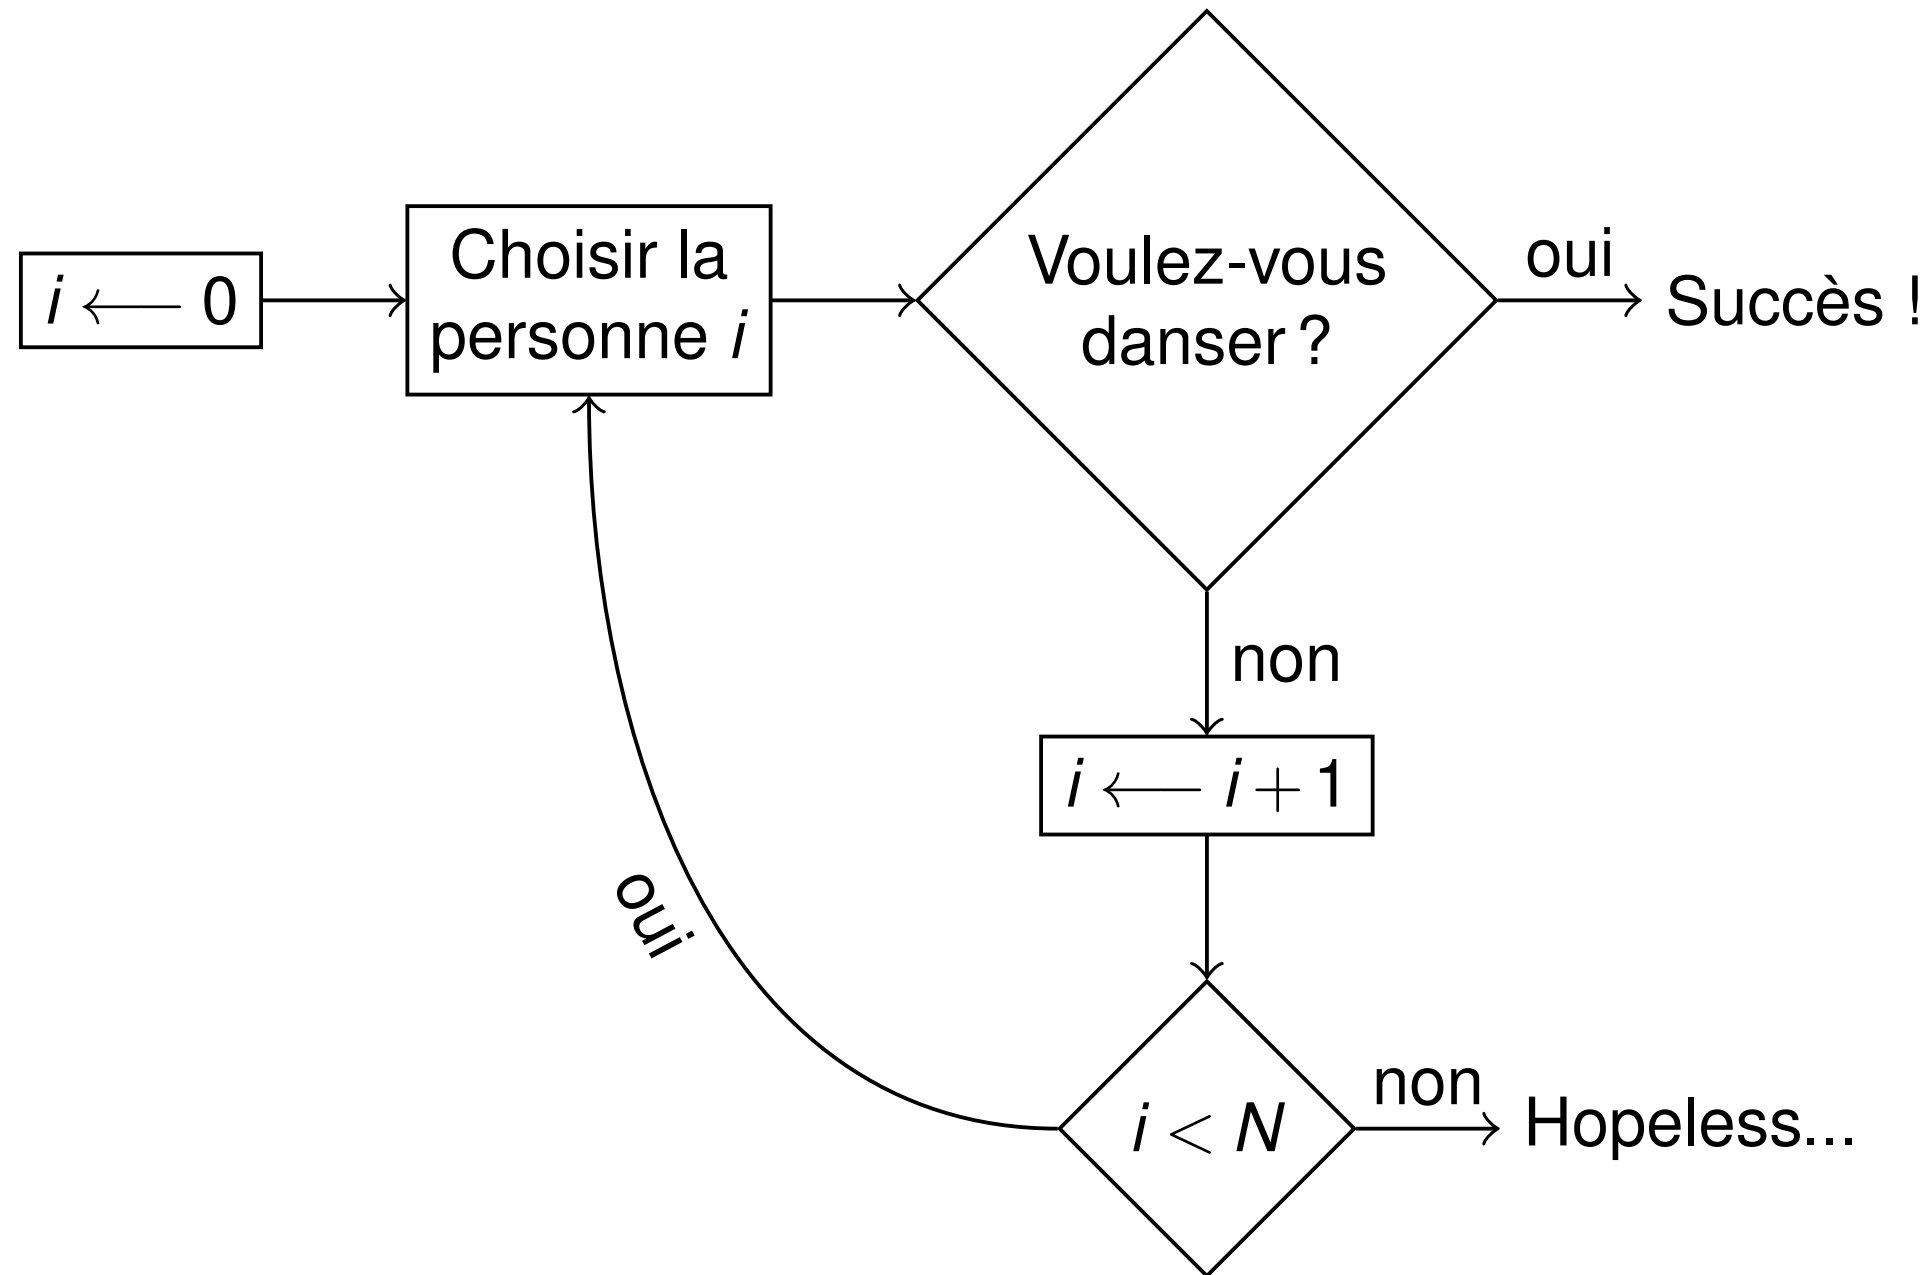 i ← 0
Choisir la
personne i
Voulez-vous
danser ?
oui
Succès !
non
i ← i + 1
oui
i < N
non
Hopeless...